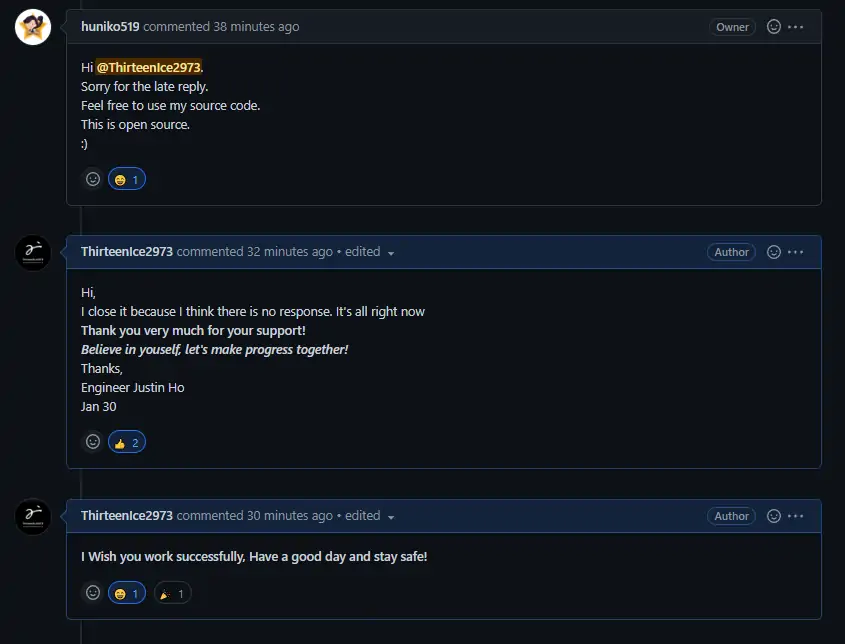 huniko519 commented 38 minutes ago Owner
Hi @ThirteenIce2973.
Sorry for the late reply.
Feel free to use my source code.
This is open source.
:)
1
ThirteenIce2973 commented 32 minutes ago • edited Author
Hi,
I close it because I think there is no response. It's all right now
Thank you very much for your support!
Believe in youself, let's make progress together!
Thanks,
Engineer Justin Ho
Jan 30
2
ThirteenIce2973 commented 30 minutes ago • edited Author
I Wish you work successfully, Have a good day and stay safe!
1 1